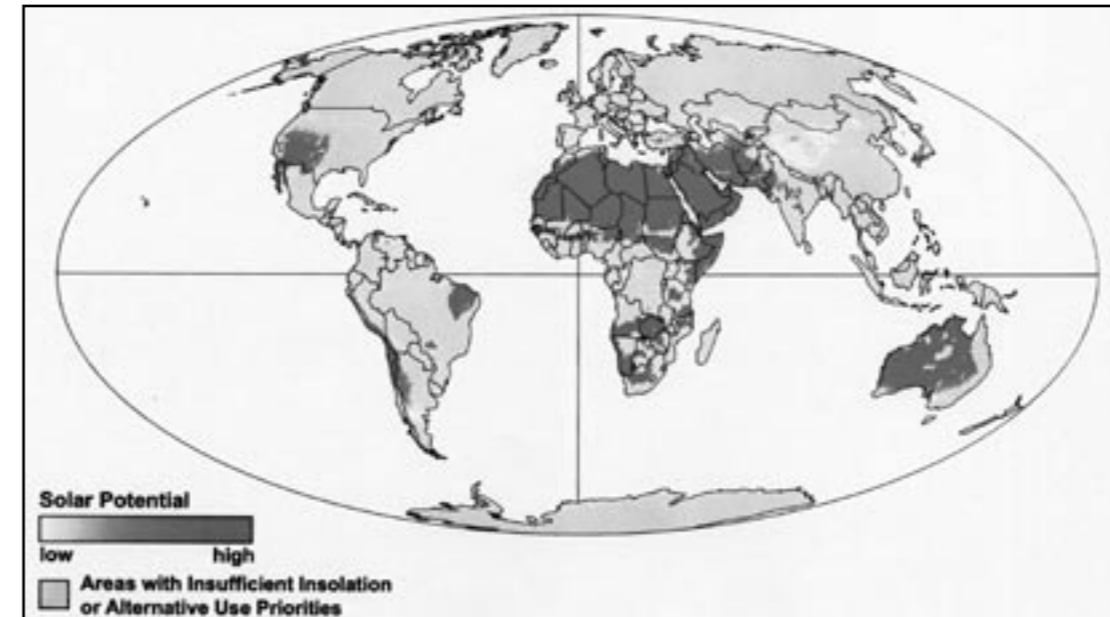 Solar Potential
low high
Areas with Insufficient Insolation
or Alternative Use Priorities